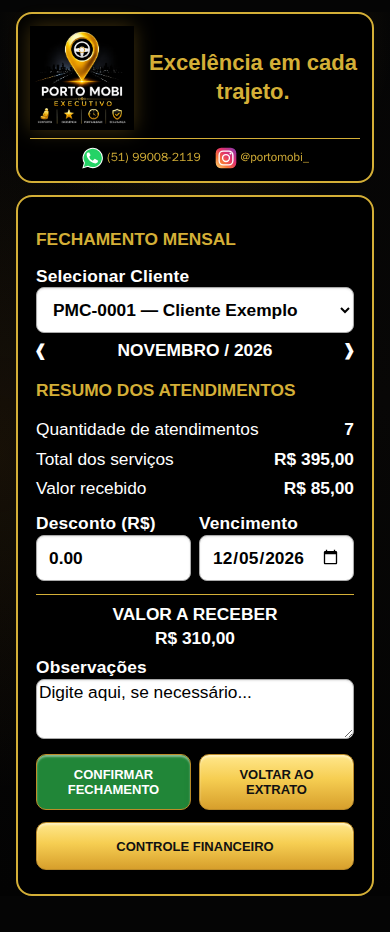 PORTO MOBI
EXECUTIVO
Excelência em cada
trajeto.
(51) 99008-2119 @portomobi_
FECHAMENTO MENSAL
Selecionar Cliente
PMC-0001 — Cliente Exemplo
❰ NOVEMBRO / 2026 ❱
RESUMO DOS ATENDIMENTOS
Quantidade de atendimentos 7
Total dos serviços R$ 395,00
Valor recebido R$ 85,00
Desconto (R$) Vencimento
0.00 12/05/2026
VALOR A RECEBER
R$ 310,00
Observações
Digite aqui, se necessário...
CONFIRMAR
FECHAMENTO
VOLTAR AO
EXTRATO
CONTROLE FINANCEIRO